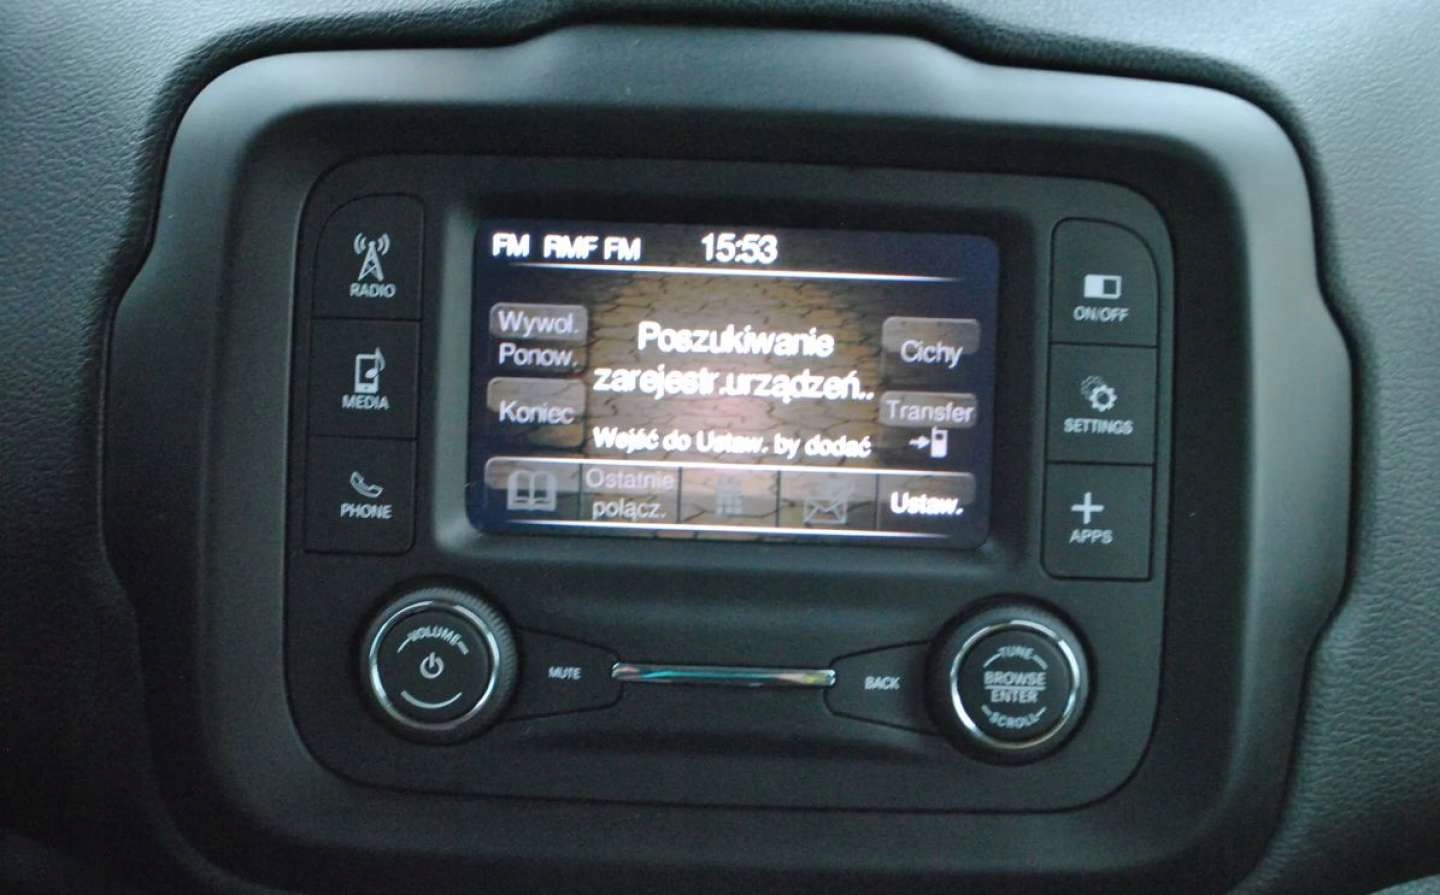 RADIO
MEDIA
PHONE
FM RMF FM 15:53
Wywoł.
Ponow.
Koniec
Poszukiwanie
zarejestr.urządzeń..
Wejść do Ustaw. by dodać
Cichy
Transfer
Ostatnie
połącz.
Ustaw.
ON/OFF
SETTINGS
APPS
VOLUME
MUTE
BACK
TUNE
BROWSE
ENTER
SCROLL